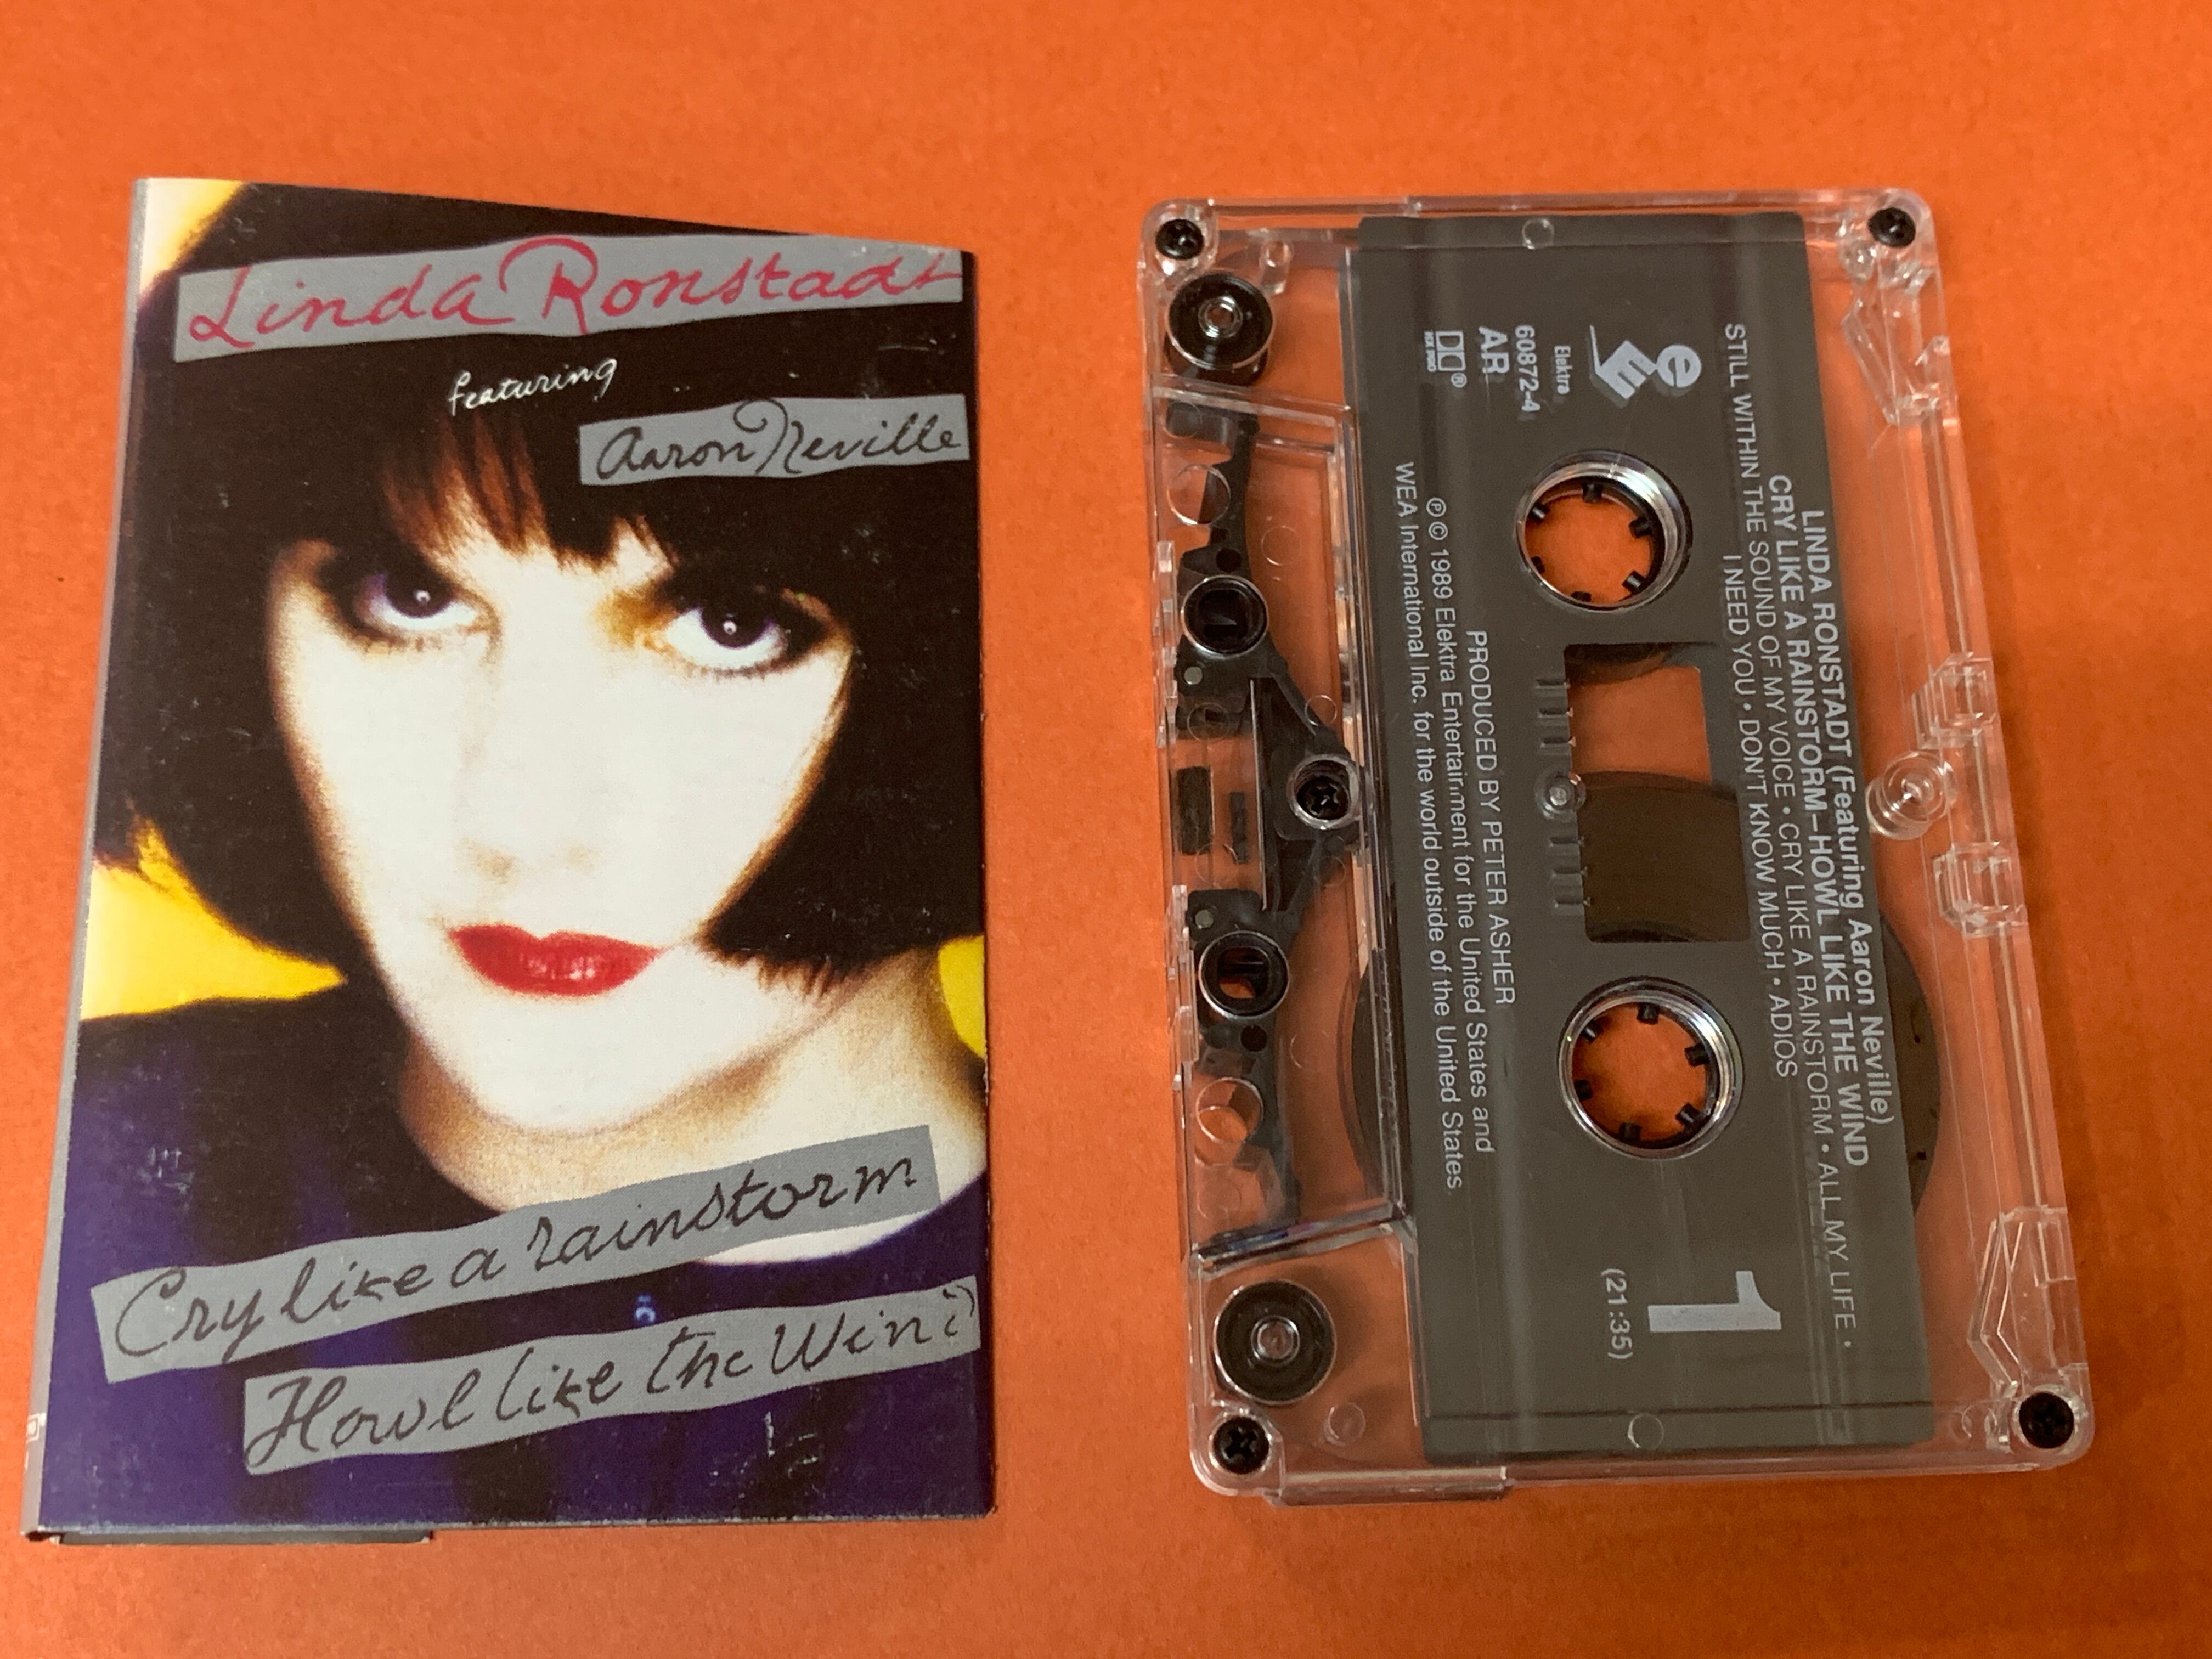 Linda Ronstadt
featuring
Aaron Neville
Cry like a rainstorm
Howl like the Wind
LINDA RONSTADT (Featuring Aaron Neville)
CRY LIKE A RAINSTORM–HOWL LIKE THE WIND
STILL WITHIN THE SOUND OF MY VOICE • CRY LIKE A RAINSTORM • ALL MY LIFE •
I NEED YOU • DON'T KNOW MUCH • ADIOS
e
E
Elektra
60872-4
AR
1
(21:35)
PRODUCED BY PETER ASHER
℗© 1989 Elektra Entertainment for the United States and
WEA International Inc. for the world outside of the United States.